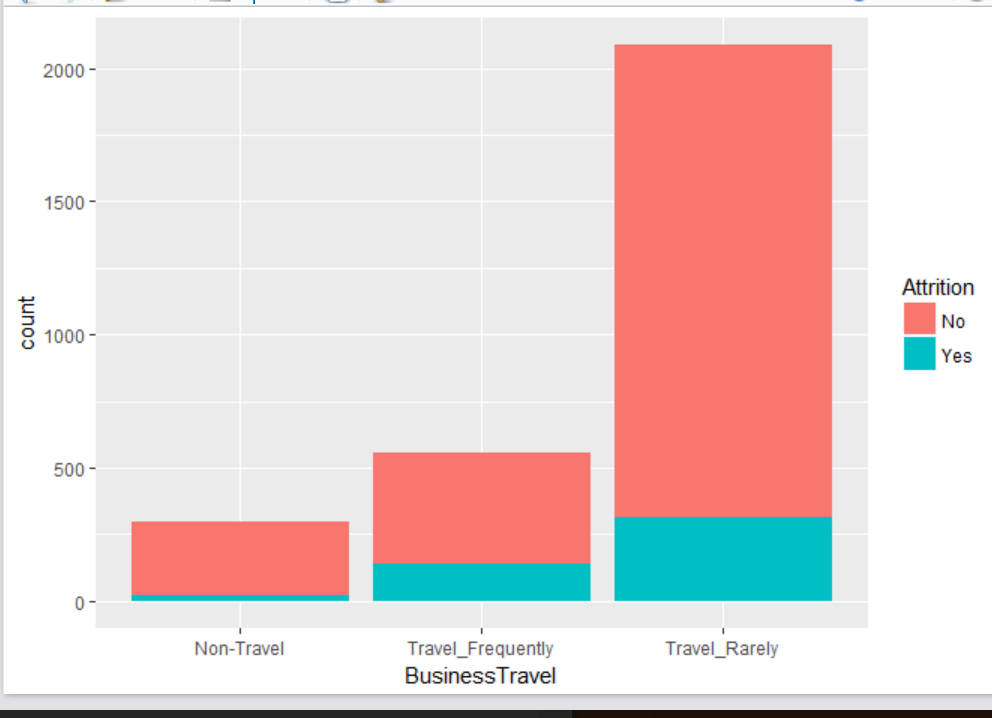 2000
1500
1000
500
0
count
Non-Travel
Travel_Frequently
Travel_Rarely
BusinessTravel
Attrition
No
Yes